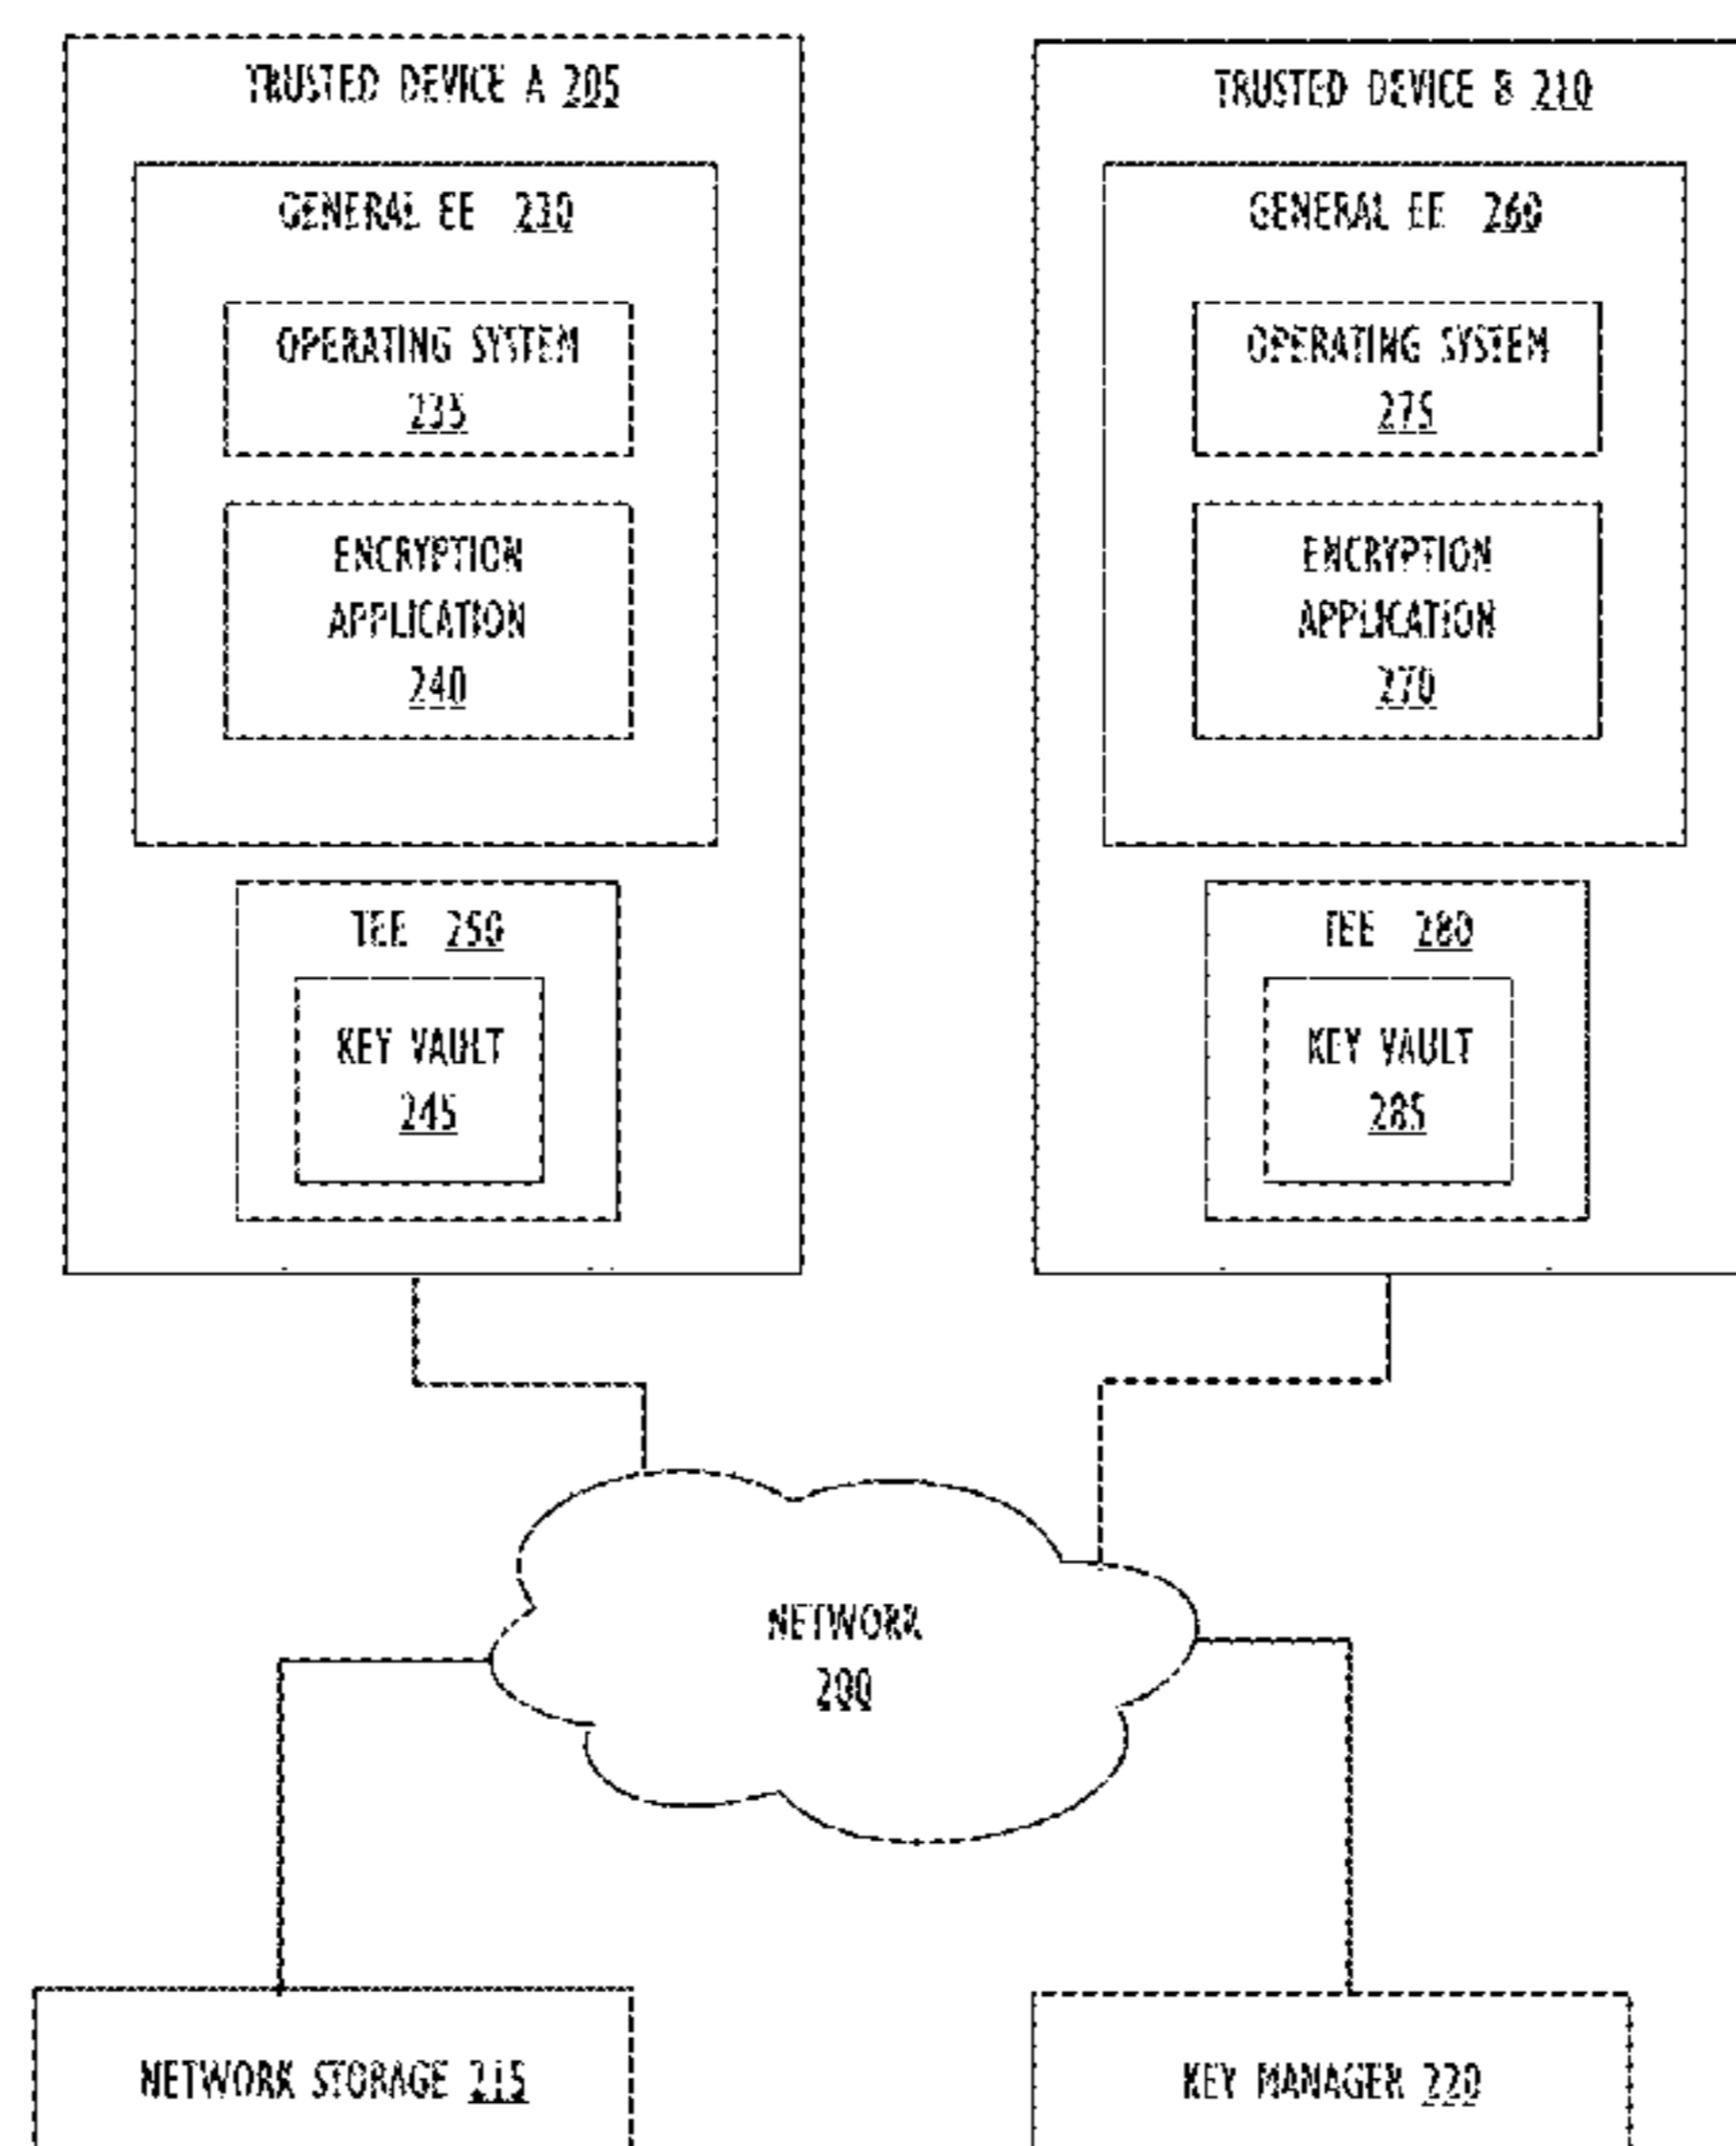 TRUSTED DEVICE A 205
GENERAL EE 230
OPERATING SYSTEM
235
ENCRYPTION
APPLICATION
240
TEE 250
KEY VAULT
245
TRUSTED DEVICE B 210
GENERAL EE 260
OPERATING SYSTEM
275
ENCRYPTION
APPLICATION
270
TEE 280
KEY VAULT
285
NETWORK
200
NETWORK STORAGE 215
KEY MANAGER 220